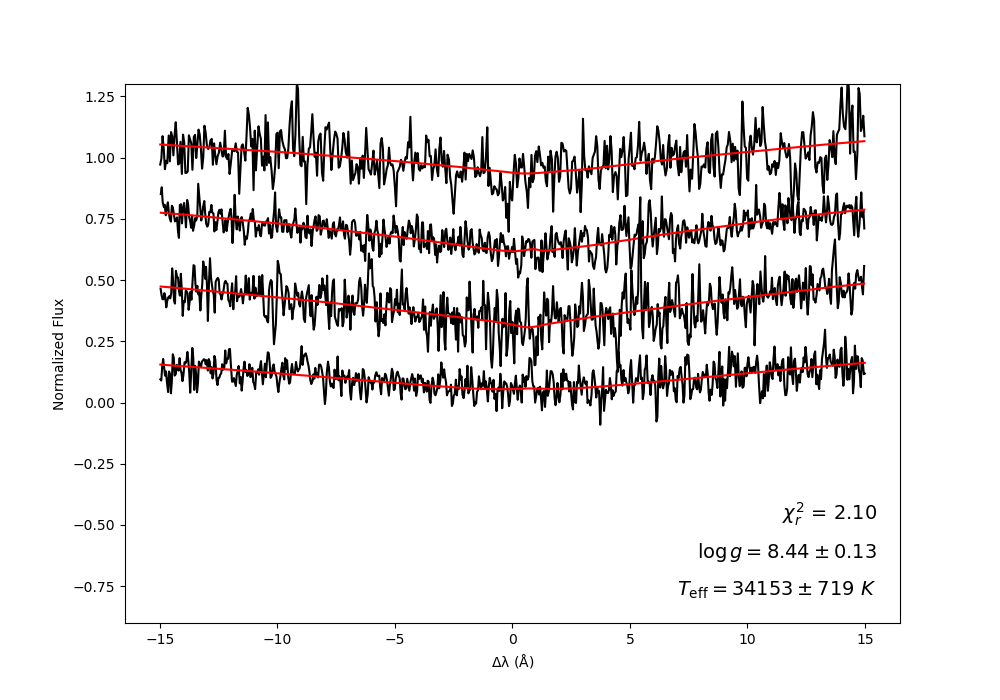 1.25
1.00
0.75
0.50
0.25
0.00
−0.25
−0.50
−0.75
Normalized Flux
χ²ᵣ = 2.10
log g = 8.44 ± 0.13
T_eff = 34153 ± 719 K
−15 −10 −5 0 5 10 15
Δλ (Å)